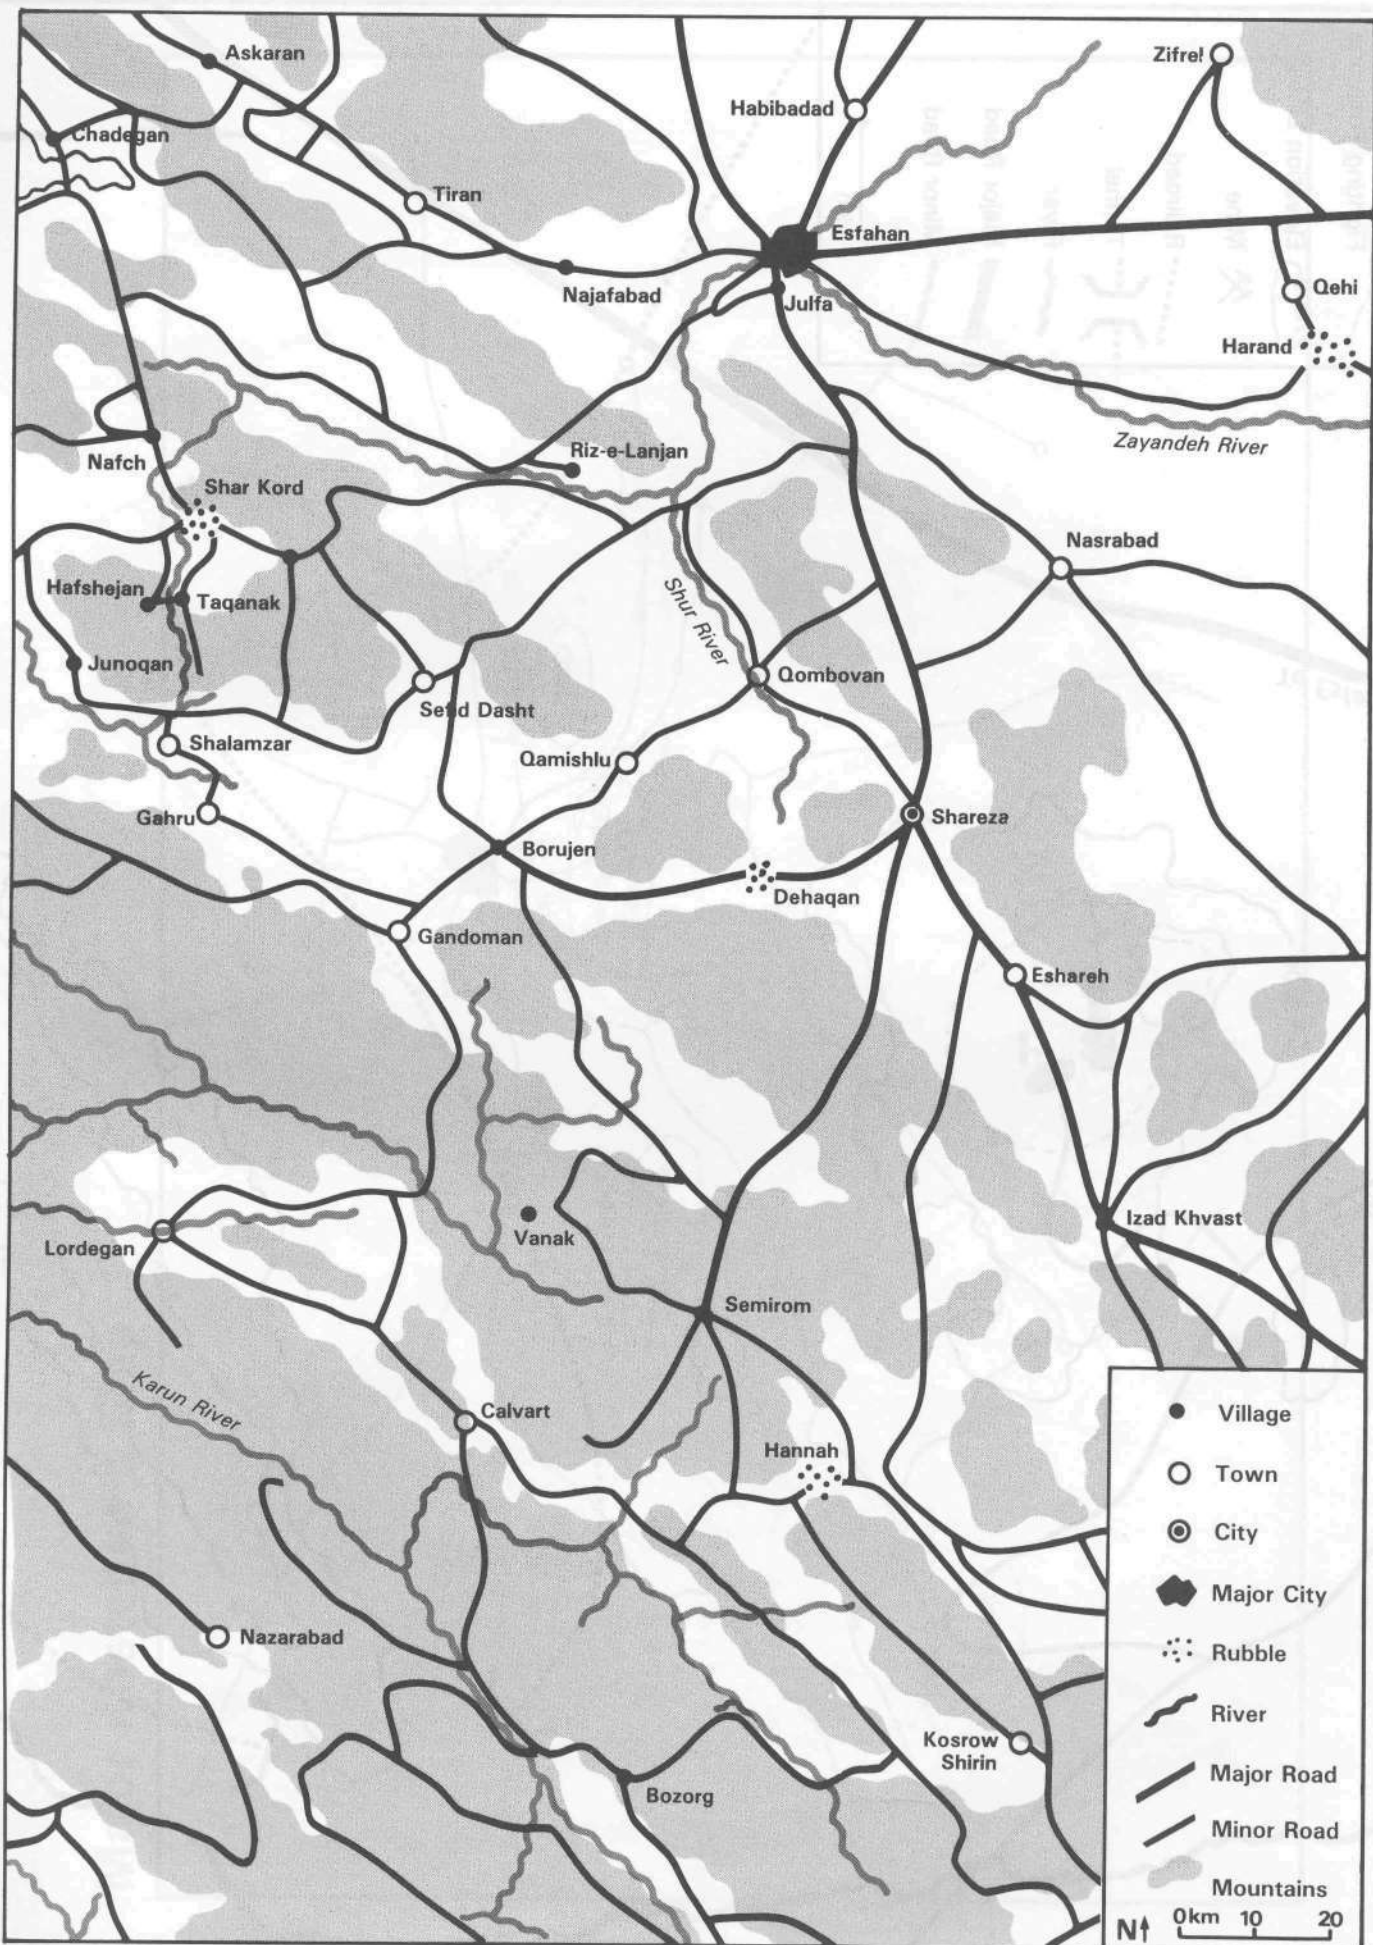 Askaran
Zifrel
Habibadad
Chadegan
Tiran
Esfahan
Najafabad
Julfa
Qehi
Harand
Zayandeh River
Nafch
Riz-e-Lanjan
Shar Kord
Nasrabad
Hafshejan
Taqanak
Shur River
Junoqan
Qombovan
Sefid Dasht
Shalamzar
Qamishlu
Gahru
Shareza
Borujen
Dehaqan
Gandoman
Eshareh
Izad Khvast
Vanak
Lordegan
Semirom
Karun River
Calvart
Hannah
Nazarabad
Kosrow
Shirin
Bozorg
Village
Town
City
Major City
Rubble
River
Major Road
Minor Road
Mountains
N 0km 10 20